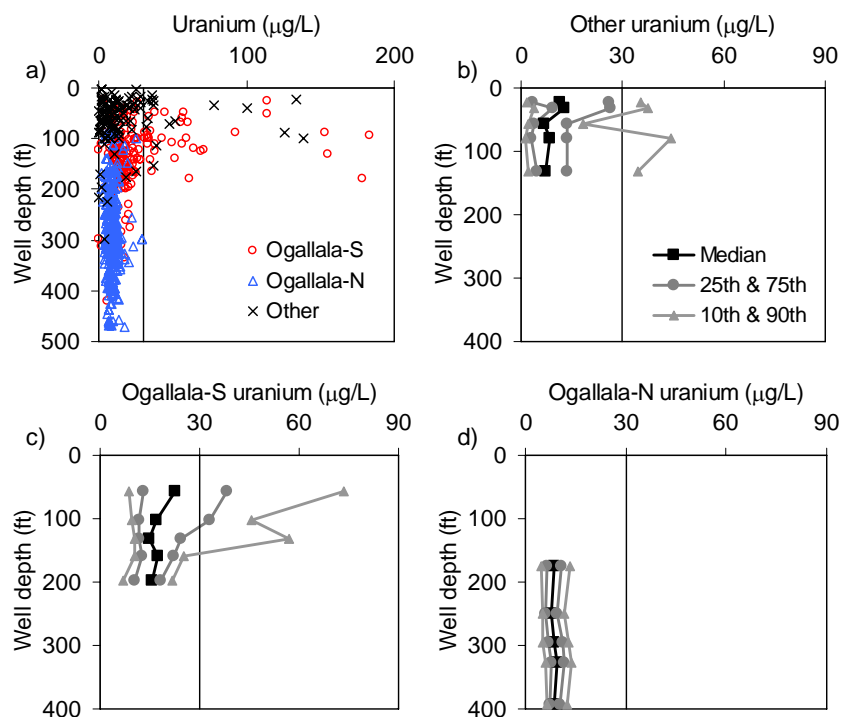 Uranium (μg/L)
0 100 200
a)
0
100
200
300
400
500
Well depth (ft)
Ogallala-S
Ogallala-N
Other
Other uranium (μg/L)
0 30 60 90
b)
0
100
200
300
400
Well depth (ft)
Median
25th & 75th
10th & 90th
Ogallala-S uranium (μg/L)
0 30 60 90
c)
0
100
200
300
400
Well depth (ft)
Ogallala-N uranium (μg/L)
0 30 60 90
d)
0
100
200
300
400
Well depth (ft)